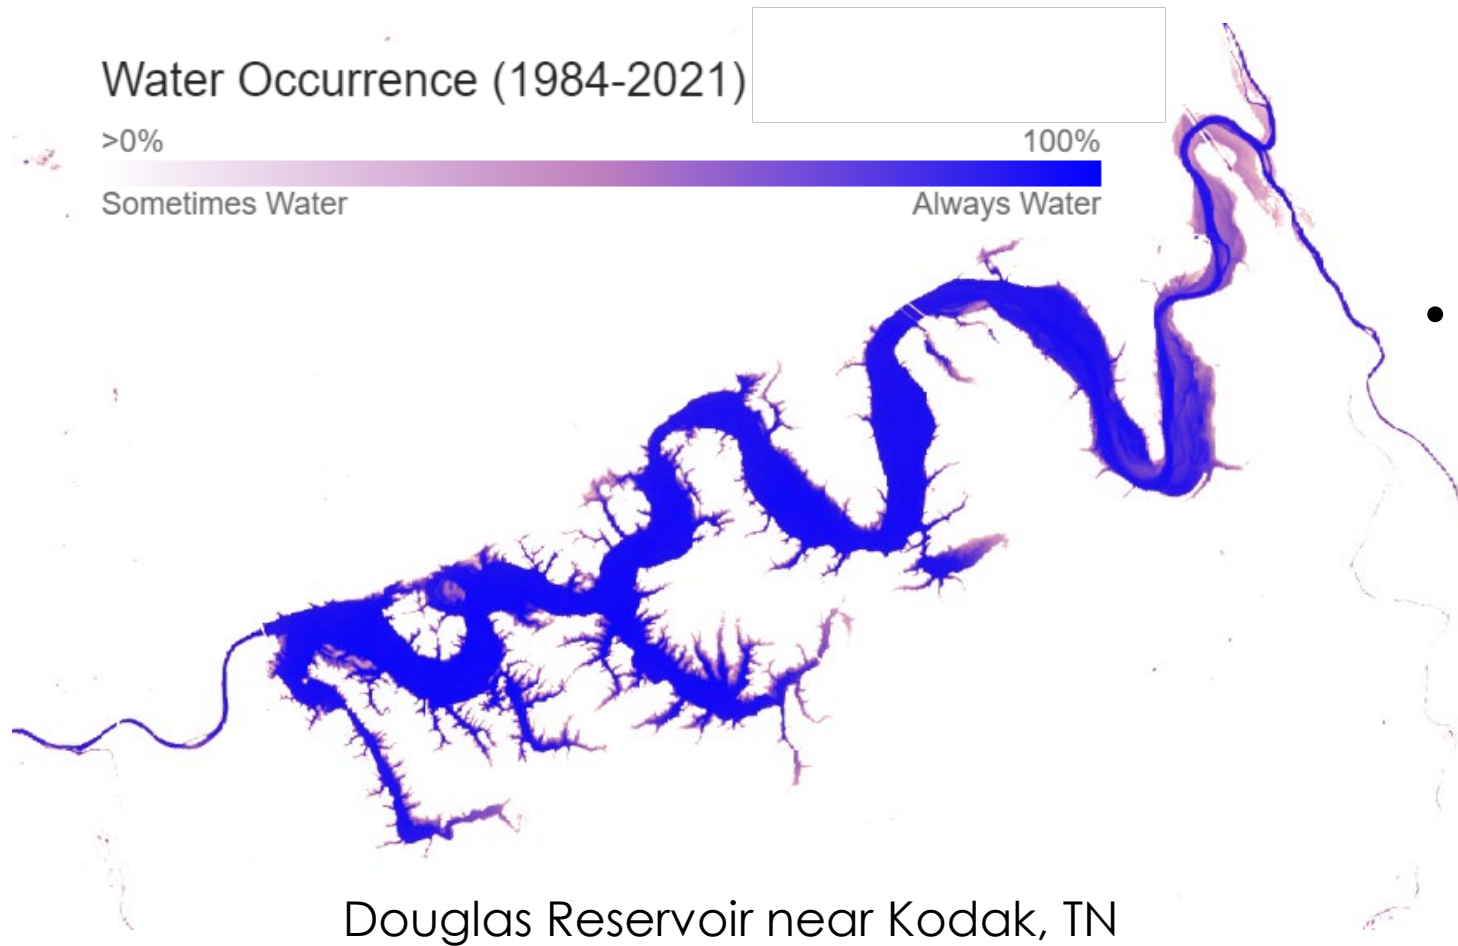 Water Occurrence (1984-2021)
>0% 100%
Sometimes Water Always Water
Douglas Reservoir near Kodak, TN